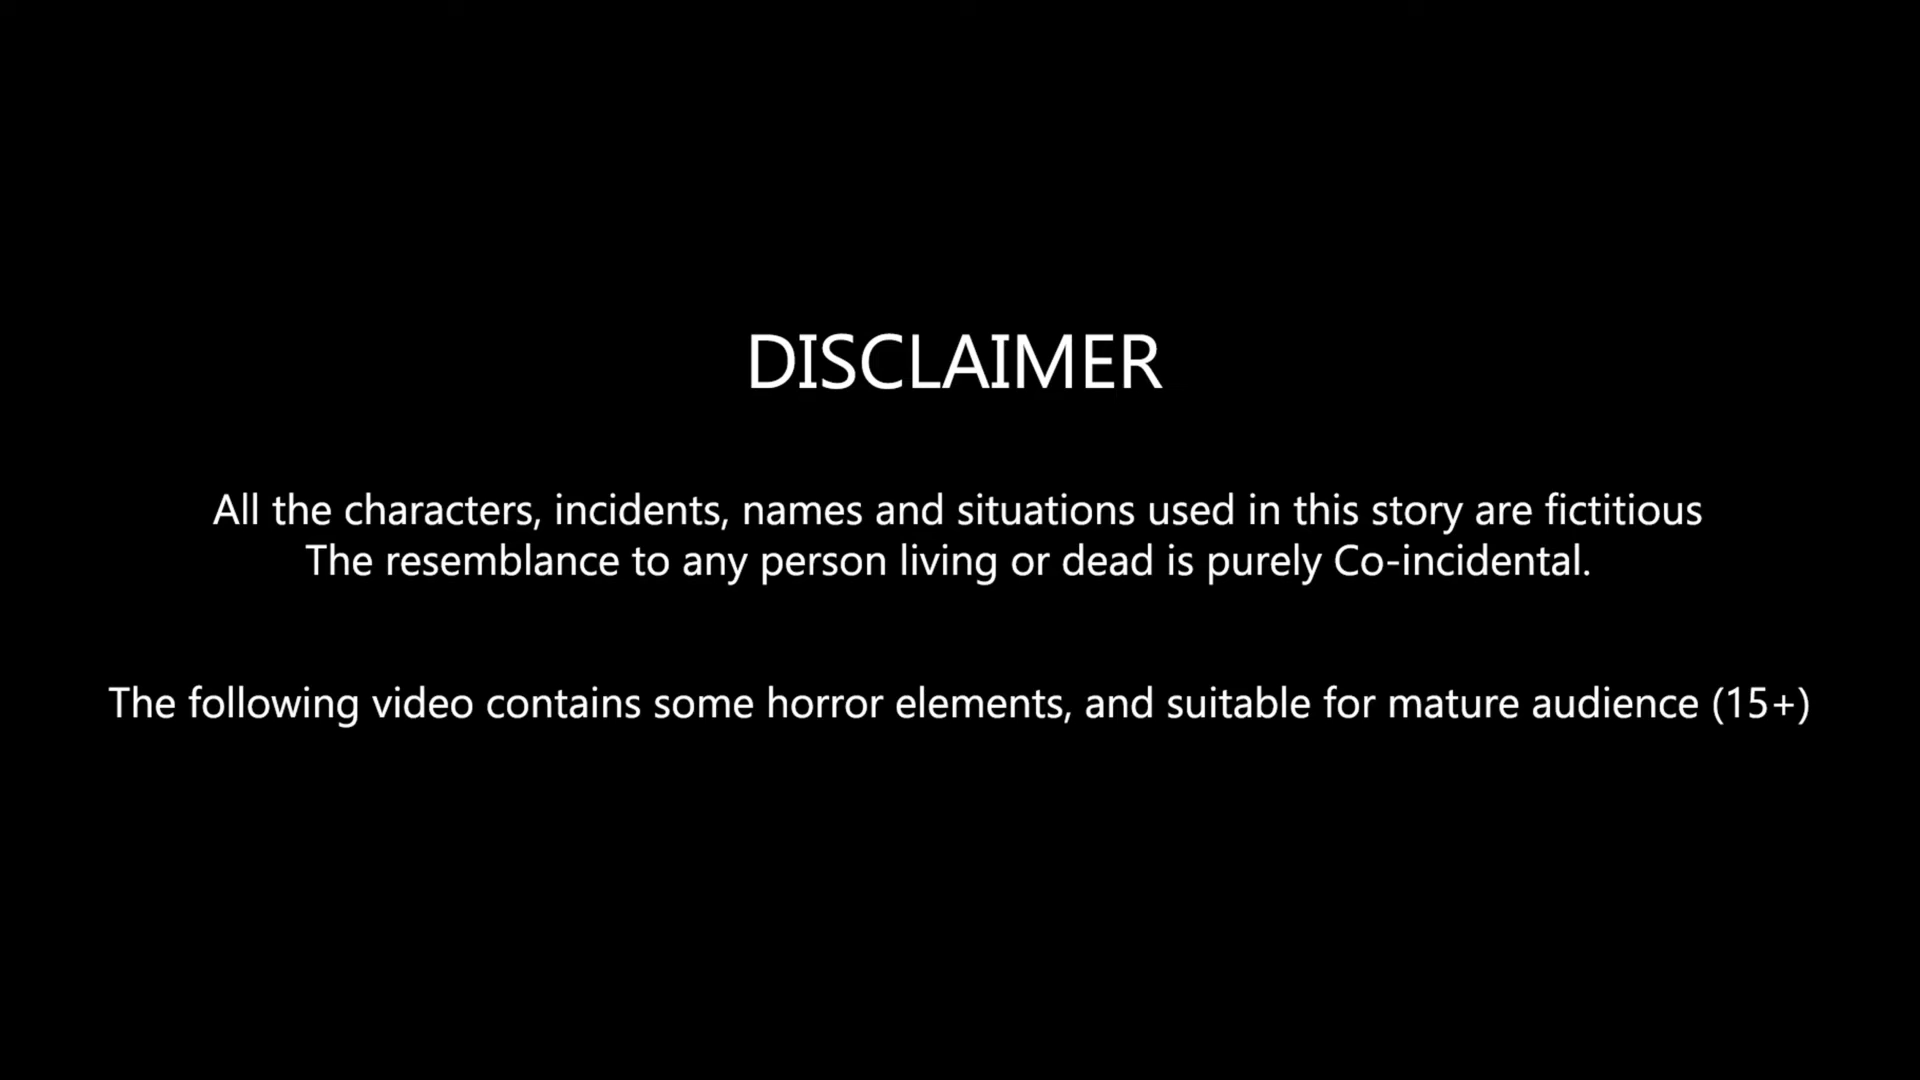 DISCLAIMER
All the characters, incidents, names and situations used in this story are fictitious
The resemblance to any person living or dead is purely Co-incidental.
The following video contains some horror elements, and suitable for mature audience (15+)